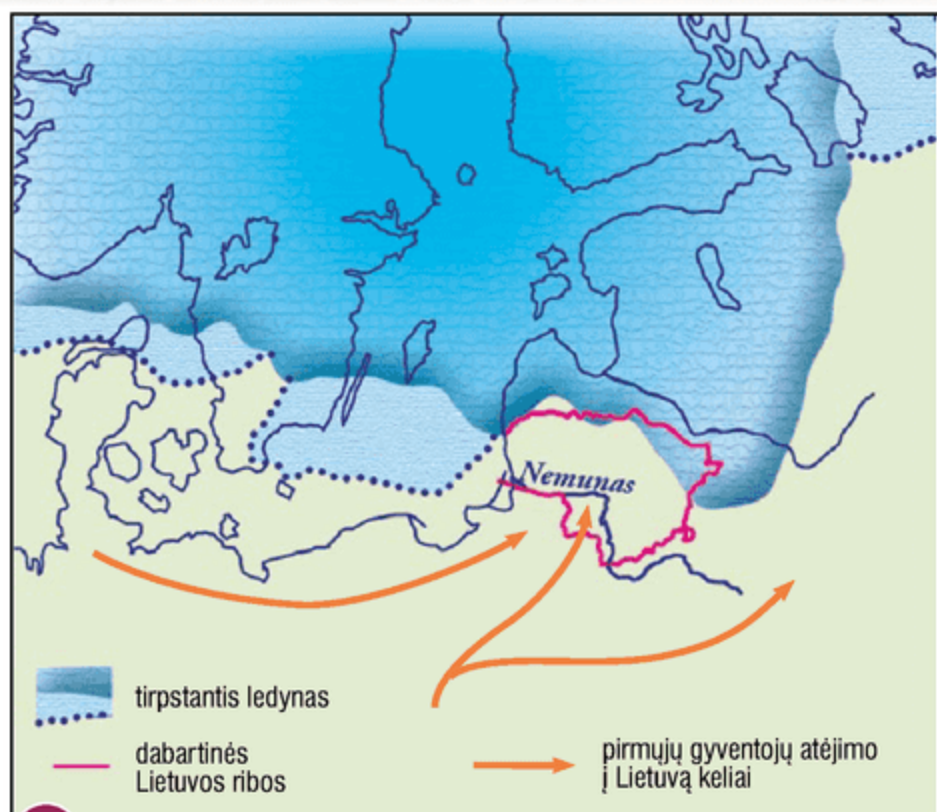 Nemunas
tirpstantis ledynas
dabartinės
Lietuvos ribos
pirmųjų gyventojų atėjimo
į Lietuvą keliai